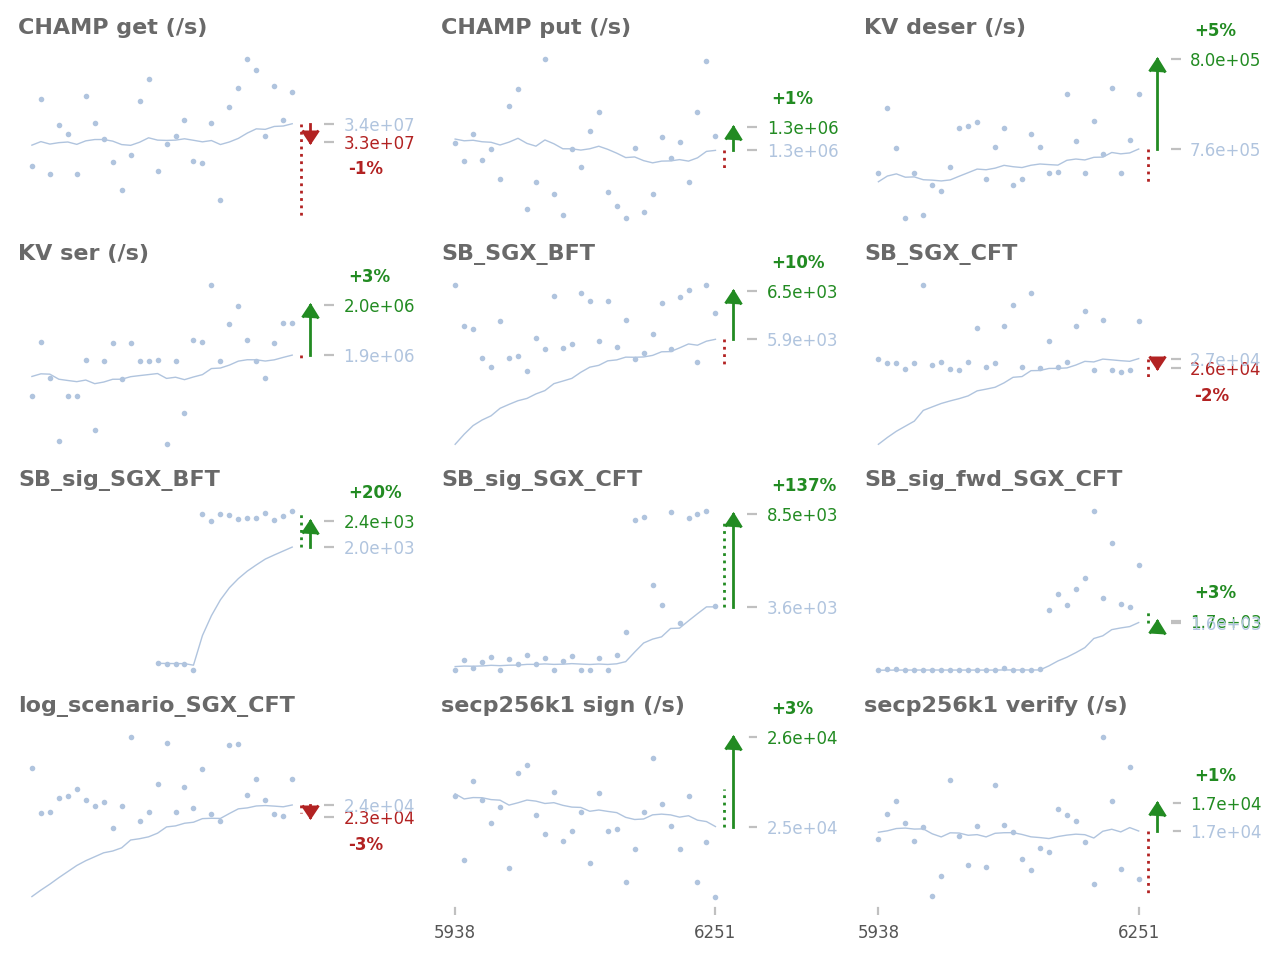 CHAMP get (/s)
3.4e+07
3.3e+07
-1%
CHAMP put (/s)
+1%
1.3e+06
1.3e+06
KV deser (/s)
+5%
8.0e+05
7.6e+05
KV ser (/s)
+3%
2.0e+06
1.9e+06
SB_SGX_BFT
+10%
6.5e+03
5.9e+03
SB_SGX_CFT
2.7e+04
2.6e+04
-2%
SB_sig_SGX_BFT
+20%
2.4e+03
2.0e+03
SB_sig_SGX_CFT
+137%
8.5e+03
3.6e+03
SB_sig_fwd_SGX_CFT
+3%
1.7e+03
1.6e+03
log_scenario_SGX_CFT
2.4e+04
2.3e+04
-3%
secp256k1 sign (/s)
+3%
2.6e+04
2.5e+04
secp256k1 verify (/s)
+1%
1.7e+04
1.7e+04
5938
6251
5938
6251